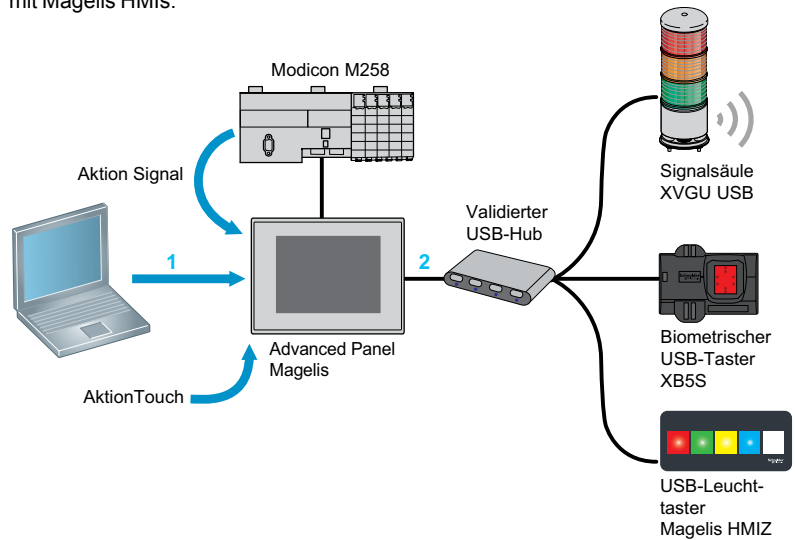 mit Magelis HMIs.
Modicon M258
Aktion Signal
Signalsäule
XVGU USB
Validierter
USB-Hub
1
2
Advanced Panel
Magelis
Biometrischer
USB-Taster
XB5S
AktionTouch
USB-Leucht-
taster
Magelis HMIZ